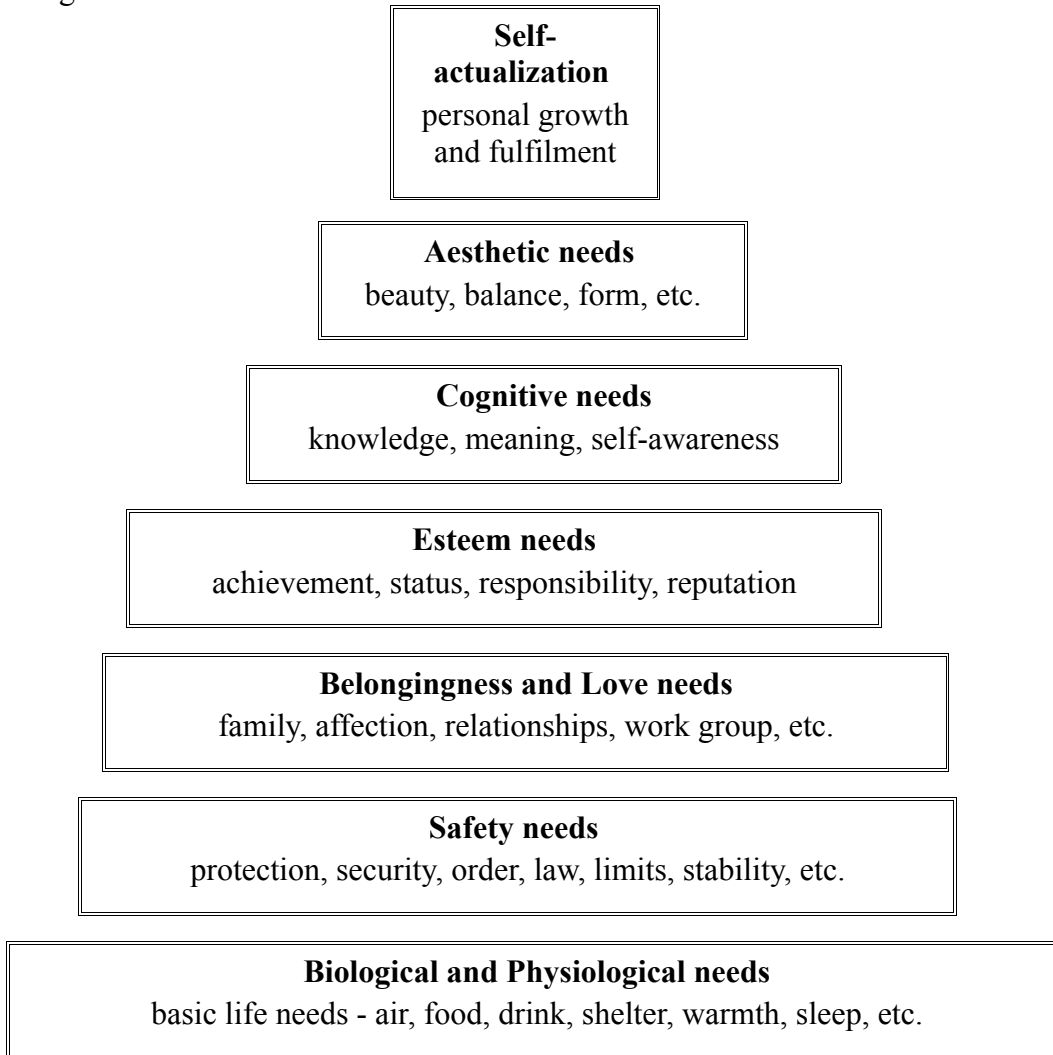 Self-
actualization
personal growth
and fulfilment
Aesthetic needs
beauty, balance, form, etc.
Cognitive needs
knowledge, meaning, self-awareness
Esteem needs
achievement, status, responsibility, reputation
Belongingness and Love needs
family, affection, relationships, work group, etc.
Safety needs
protection, security, order, law, limits, stability, etc.
Biological and Physiological needs
basic life needs - air, food, drink, shelter, warmth, sleep, etc.